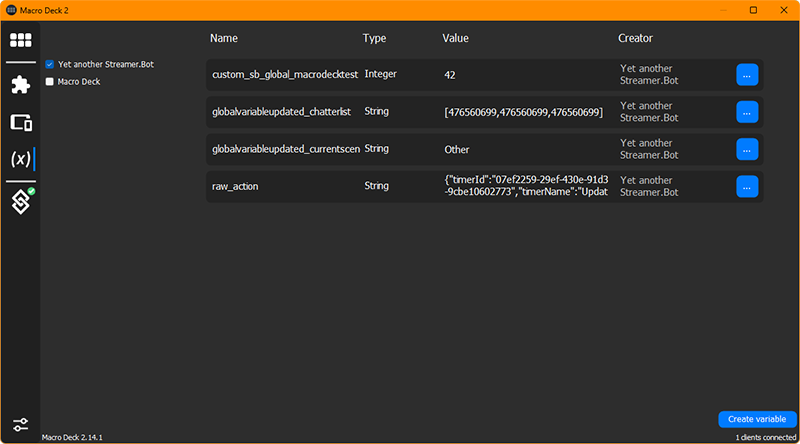 Macro Deck 2
Name Type Value Creator
Yet another Streamer.Bot
Macro Deck
custom_sb_global_macrodecktest Integer 42 Yet another
Streamer.Bot
...
globalvariableupdated_chatterlist String [476560699,476560699,476560699] Yet another
Streamer.Bot
...
globalvariableupdated_currentscen String Other Yet another
Streamer.Bot
...
raw_action String {"timerId":"07ef2259-29ef-430e-91d3 Yet another
-9cbe10602773","timerName":"Updat Streamer.Bot
...
(x)
Create variable
Macro Deck 2.14.1 1 clients connected